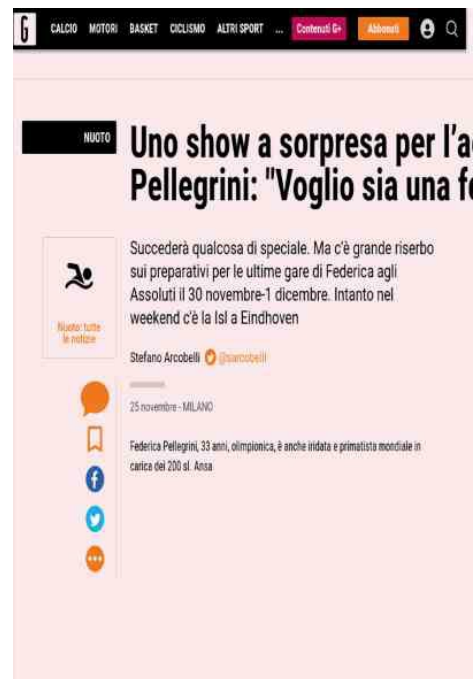 G CALCIO MOTORI BASKET CICLISMO ALTRI SPORT ... Contenuti G+ Abbonati
NUOTO
Uno show a sorpresa per l'a
Pellegrini: "Voglio sia una f
Succederà qualcosa di speciale. Ma c'è grande riserbo
sui preparativi per le ultime gare di Federica agli
Assoluti il 30 novembre-1 dicembre. Intanto nel
weekend c'è la Isl a Eindhoven
Nuoto: tutte
le notizie
Stefano Arcobelli @siarcobelli
25 novembre - MILANO
Federica Pellegrini, 33 anni, olimpionica, è anche iridata e primatista mondiale in
carica dei 200 sl. Ansa